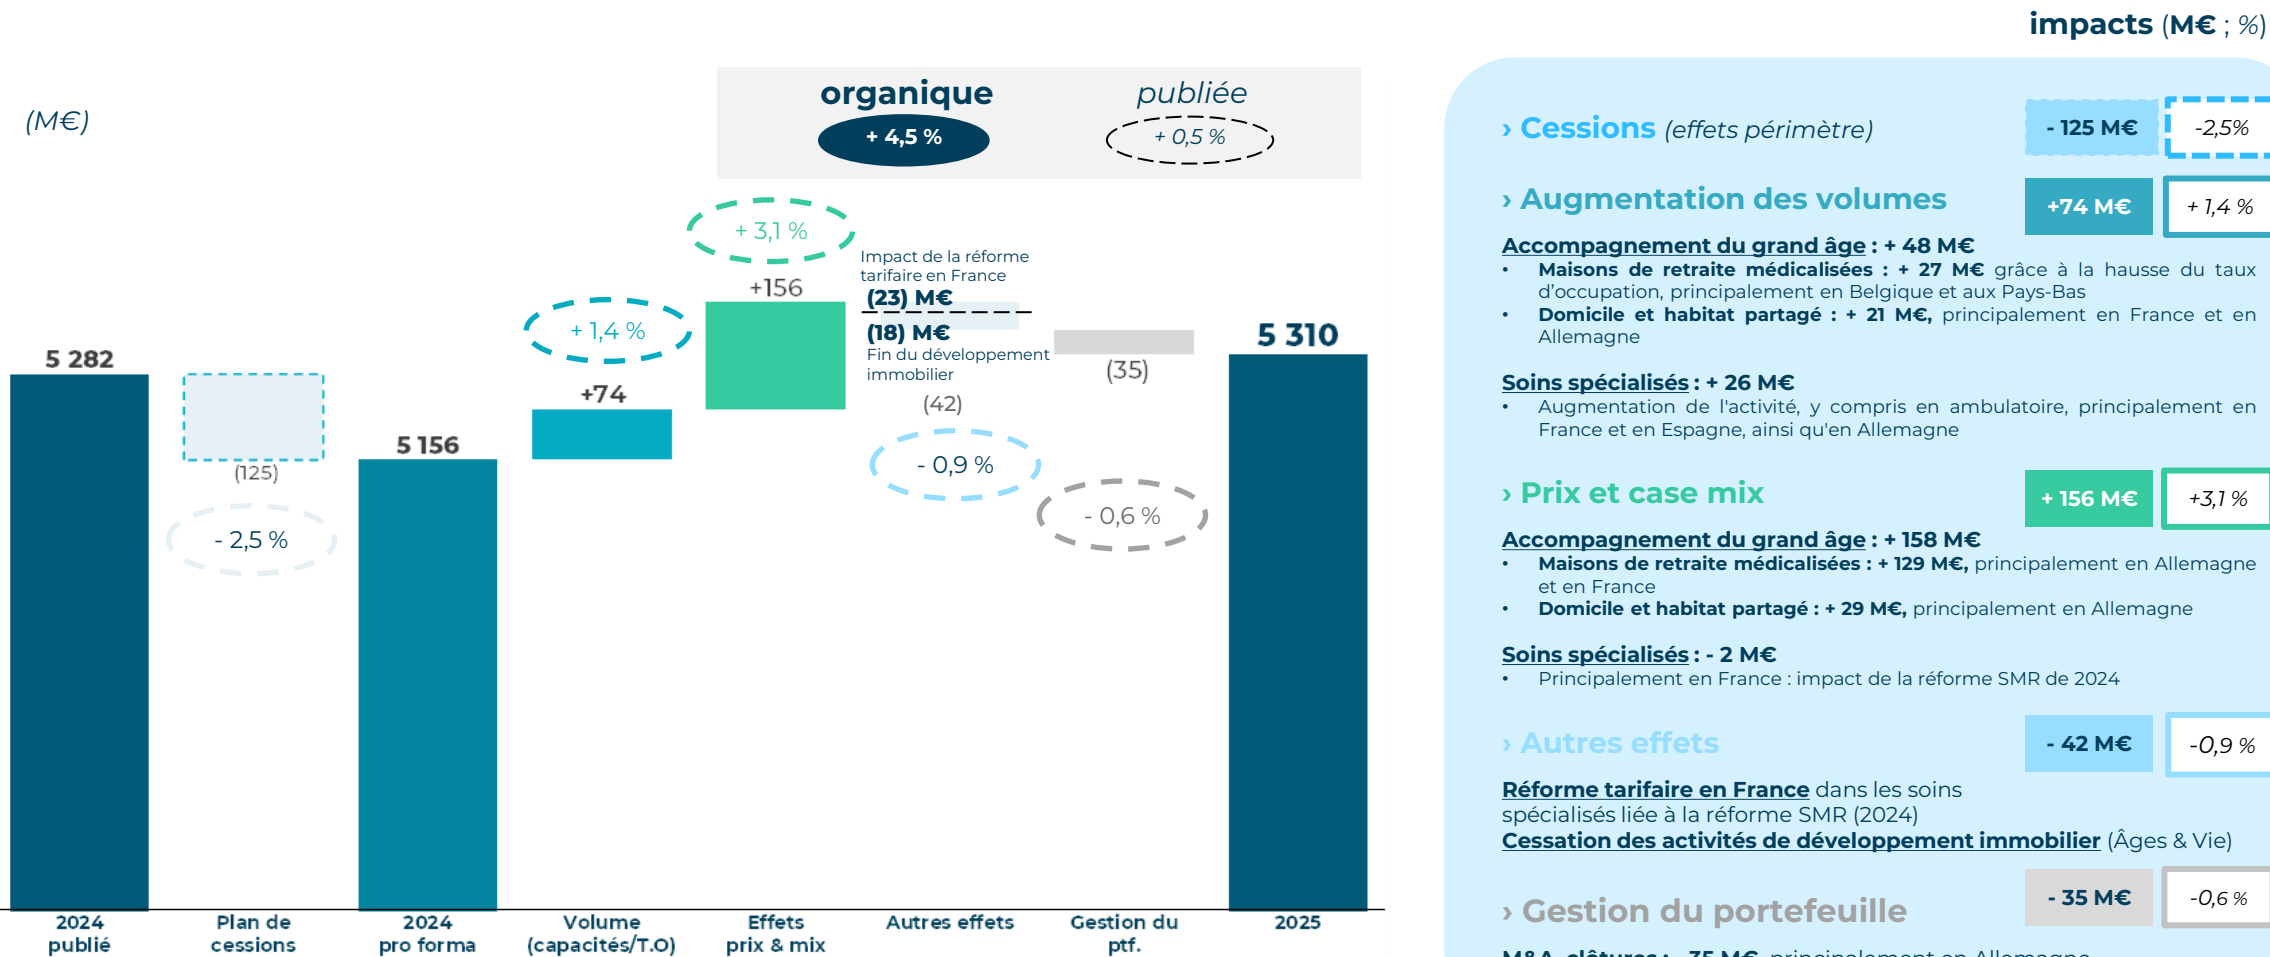 impacts (M€ ; %)
(M€)
organique
publiée
+ 4,5 %
+ 0,5 %
5 282
(125)
- 2,5 %
5 156
+ 1,4 %
+74
+ 3,1 %
+156
Impact de la réforme
tarifaire en France
(23) M€
(18) M€
Fin du développement
immobilier
(42)
- 0,9 %
(35)
- 0,6 %
5 310
2024
publié
Plan de
cessions
2024
pro forma
Volume
(capacités/T.O)
Effets
prix & mix
Autres effets
Gestion du
ptf.
2025
› Cessions (effets périmètre)
- 125 M€
-2,5%
› Augmentation des volumes
+74 M€
+ 1,4 %
Accompagnement du grand âge : + 48 M€
• Maisons de retraite médicalisées : + 27 M€ grâce à la hausse du taux
d’occupation, principalement en Belgique et aux Pays-Bas
• Domicile et habitat partagé : + 21 M€, principalement en France et en
Allemagne
Soins spécialisés : + 26 M€
• Augmentation de l'activité, y compris en ambulatoire, principalement en
France et en Espagne, ainsi qu'en Allemagne
› Prix et case mix
+ 156 M€
+3,1 %
Accompagnement du grand âge : + 158 M€
• Maisons de retraite médicalisées : + 129 M€, principalement en Allemagne
et en France
• Domicile et habitat partagé : + 29 M€, principalement en Allemagne
Soins spécialisés : - 2 M€
• Principalement en France : impact de la réforme SMR de 2024
› Autres effets
- 42 M€
-0,9 %
Réforme tarifaire en France dans les soins
spécialisés liée à la réforme SMR (2024)
Cessation des activités de développement immobilier (Âges & Vie)
› Gestion du portefeuille
- 35 M€
-0,6 %
M&A, clôtures : - 35 M€, principalement en Allemagne